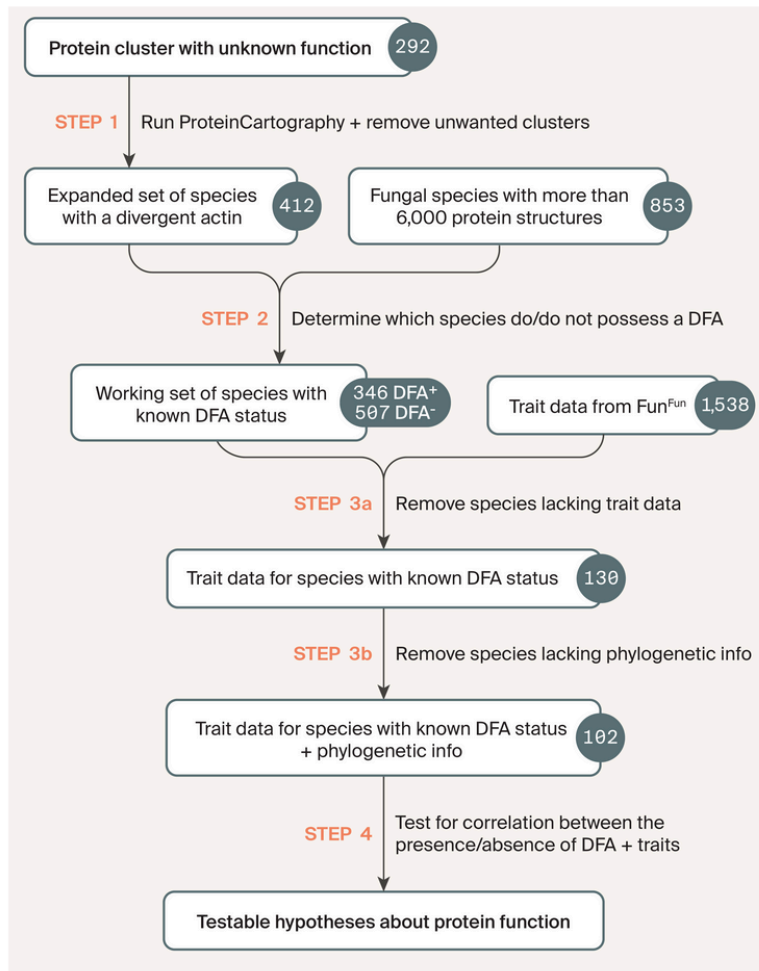 Protein cluster with unknown function
292
STEP 1
Run ProteinCartography + remove unwanted clusters
Expanded set of species
with a divergent actin
412
Fungal species with more than
6,000 protein structures
853
STEP 2
Determine which species do/do not possess a DFA
Working set of species with
known DFA status
346 DFA⁺
507 DFA⁻
Trait data from Funᶠᵘⁿ
1,538
STEP 3a
Remove species lacking trait data
Trait data for species with known DFA status
130
STEP 3b
Remove species lacking phylogenetic info
Trait data for species with known DFA status
+ phylogenetic info
102
STEP 4
Test for correlation between the
presence/absence of DFA + traits
Testable hypotheses about protein function